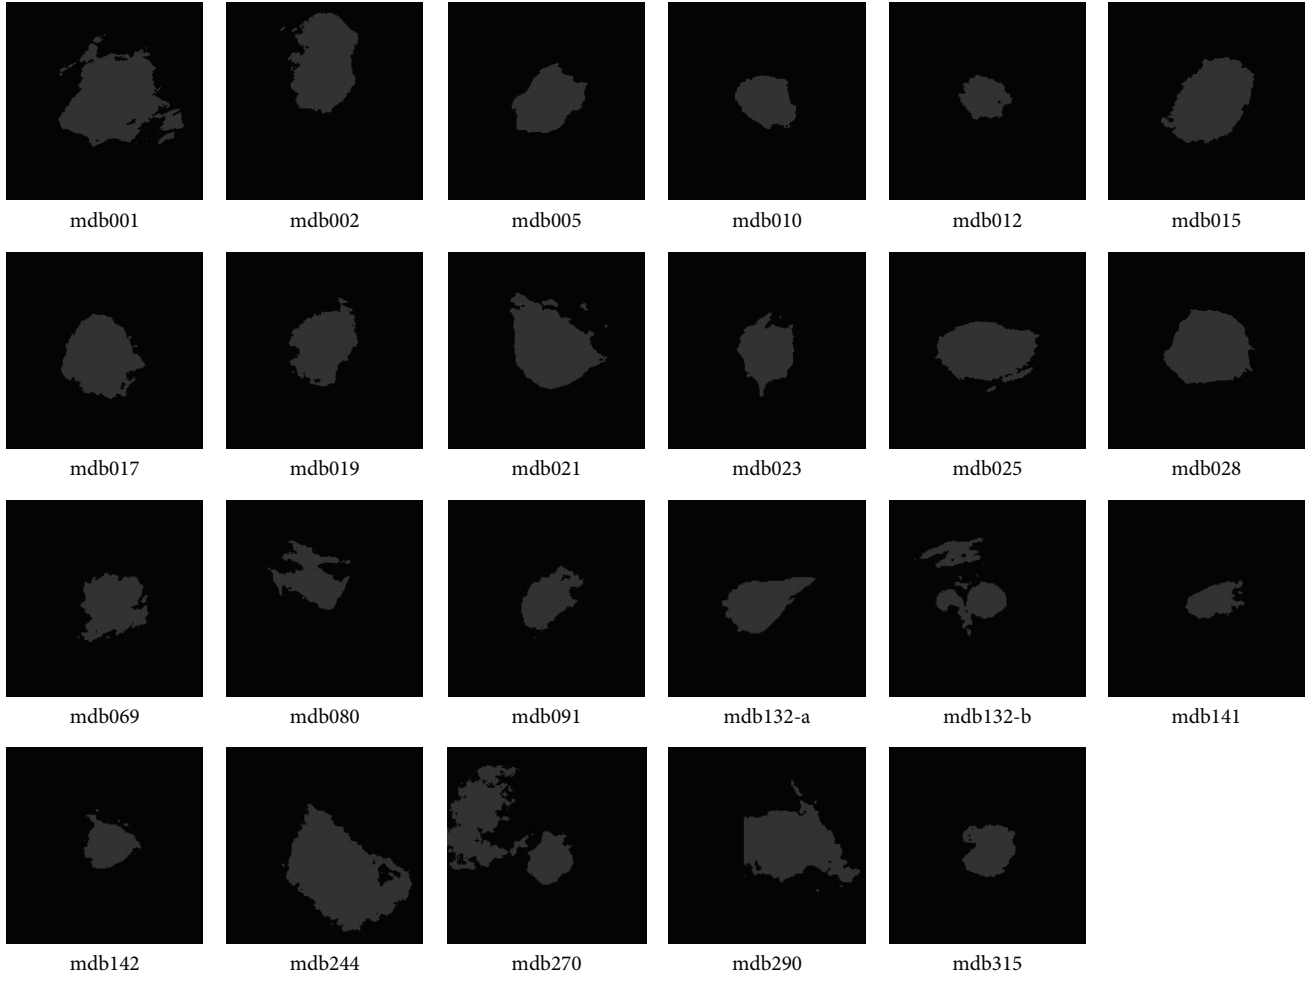 mdb001 mdb002 mdb005 mdb010 mdb012 mdb015
mdb017 mdb019 mdb021 mdb023 mdb025 mdb028
mdb069 mdb080 mdb091 mdb132-a mdb132-b mdb141
mdb142 mdb244 mdb270 mdb290 mdb315